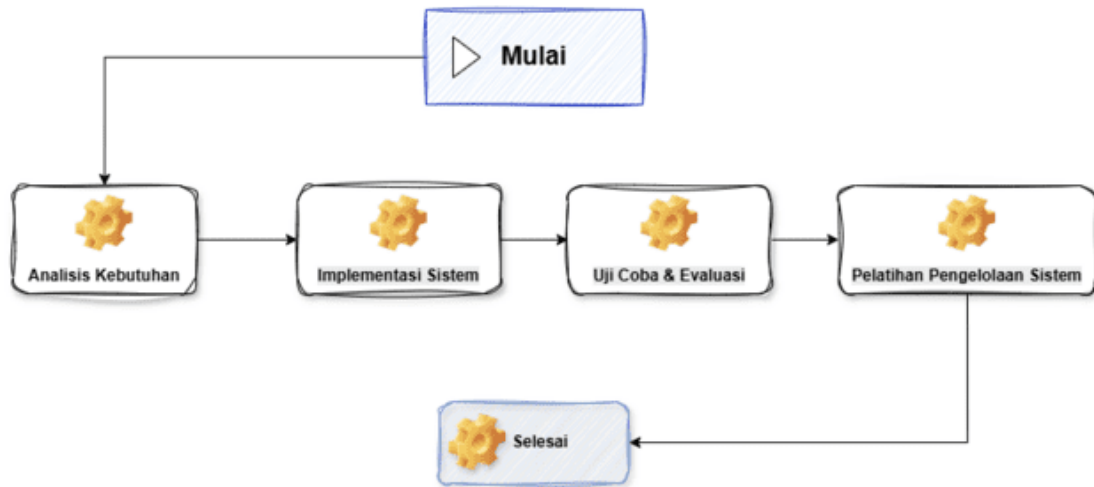 Mulai
Analisis Kebutuhan
Implementasi Sistem
Uji Coba & Evaluasi
Pelatihan Pengelolaan Sistem
Selesai